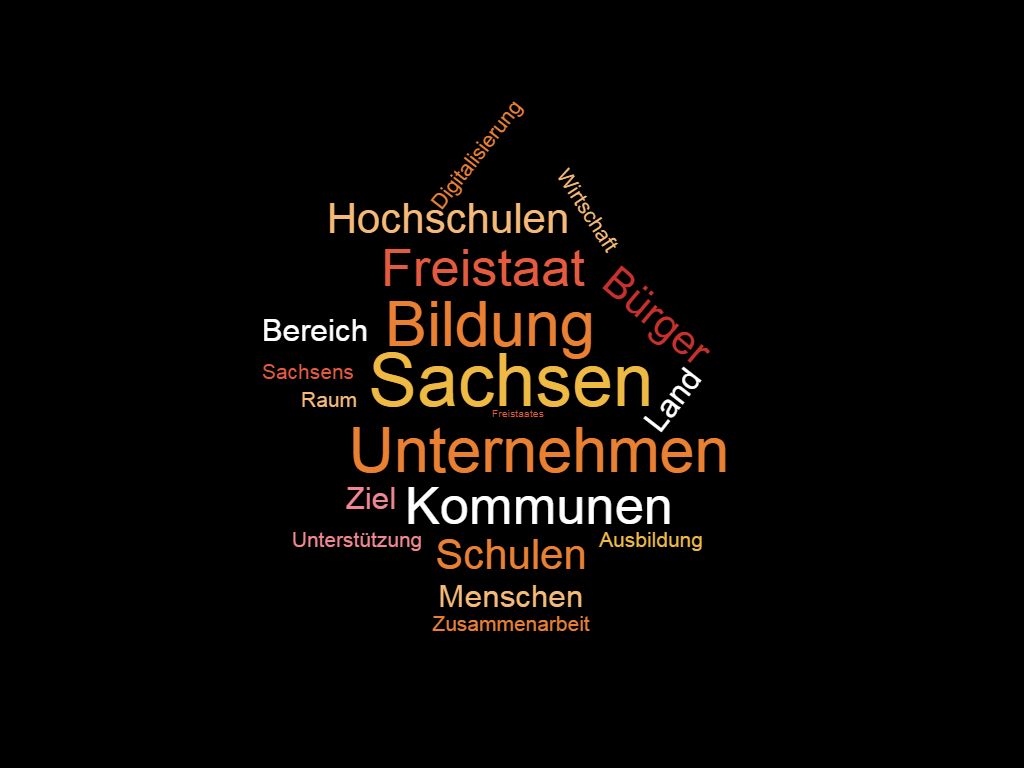 Digitalisierung
Wirtschaft
Hochschulen
Freistaat
Bürger
Bildung
Bereich
Sachsens
Sachsen
Land
Raum
Freistaates
Unternehmen
Ziel
Kommunen
Unterstützung
Schulen
Ausbildung
Menschen
Zusammenarbeit